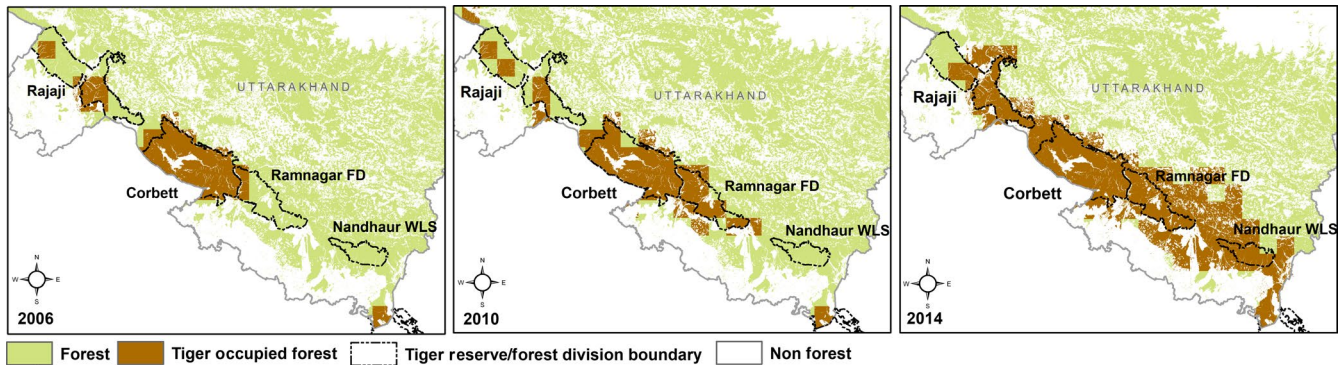 UTTARAKHAND
Rajaji
Ramnagar FD
Corbett
Nandhaur WLS
N
W E
S
2006
UTTARAKHAND
Rajaji
Ramnagar FD
Corbett
Nandhaur WLS
N
W E
S
2010
UTTARAKHAND
Rajaji
Ramnagar FD
Corbett
Nandhaur WLS
N
W E
S
2014
Forest Tiger occupied forest Tiger reserve/forest division boundary Non forest